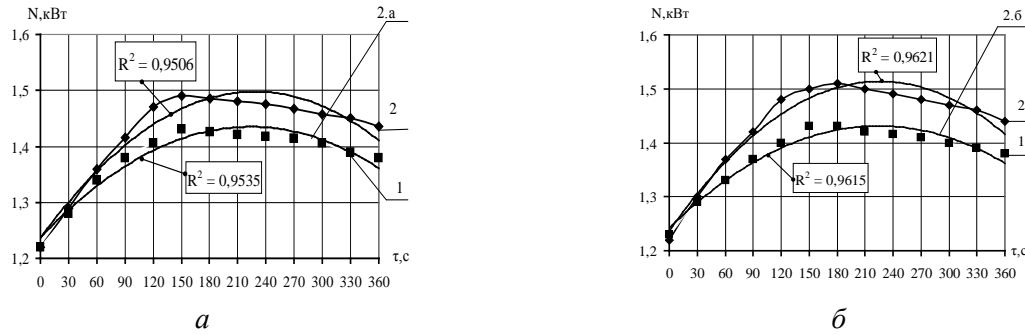 N,кВт
2.а
1,6
R² = 0,9506
1,5
2
1,4
1
1,3
R² = 0,9535
1,2
τ,с
0 30 60 90 120 150 180 210 240 270 300 330 360
а
N,кВт
2.б
1,6
R² = 0,9621
1,5
2
1
1,4
1,3
R² = 0,9615
1,2
τ,с
0 30 60 90 120 150 180 210 240 270 300 330 360
б